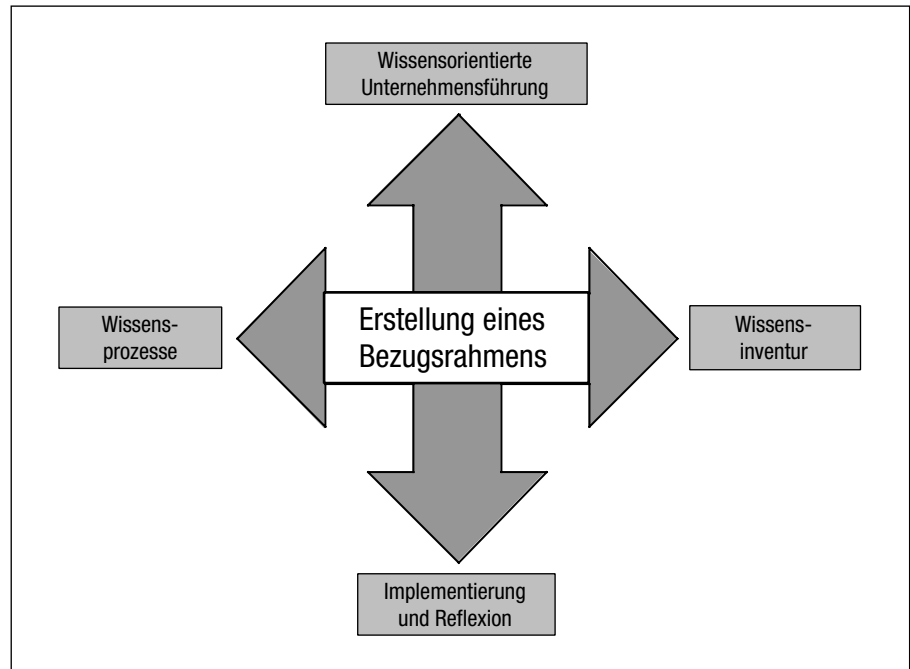 Wissensorientierte
Unternehmensführung
Wissens-
prozesse
Erstellung eines
Bezugsrahmens
Wissens-
inventur
Implementierung
und Reflexion